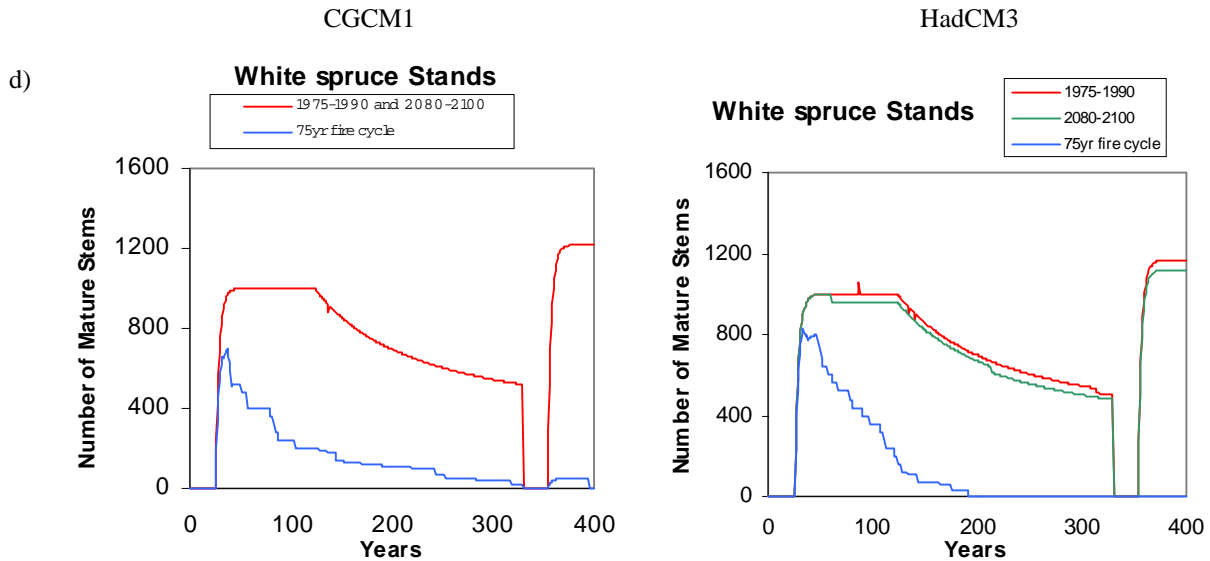 CGCM1
HadCM3
d)
White spruce Stands
1975-1990 and 2080-2100
75yr fire cycle
1600
1200
800
400
0
Number of Mature Stems
0 100 200 300 400
Years
White spruce Stands
1975-1990
2080-2100
75yr fire cycle
1600
1200
800
400
0
Number of Mature Stems
0 100 200 300 400
Years